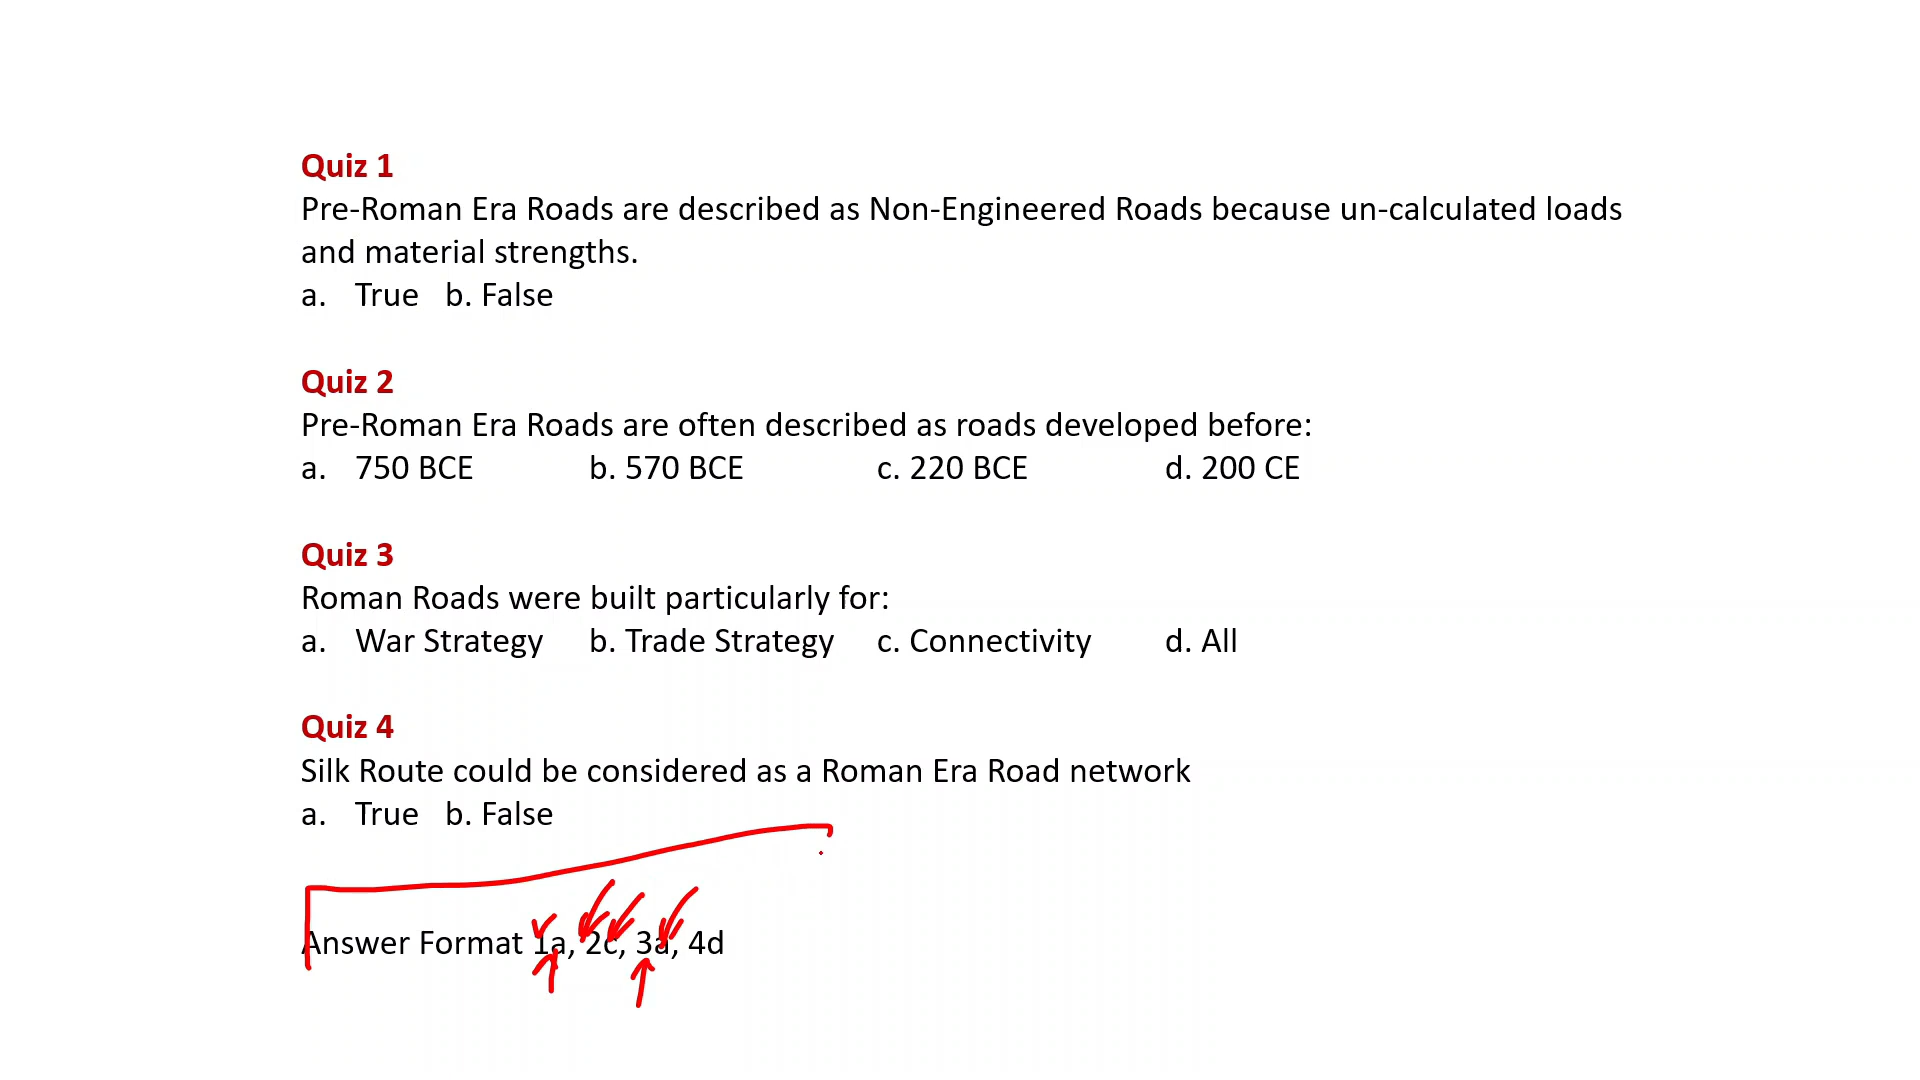 Quiz 1
Pre-Roman Era Roads are described as Non-Engineered Roads because un-calculated loads
and material strengths.
a. True b. False
Quiz 2
Pre-Roman Era Roads are often described as roads developed before:
a. 750 BCE b. 570 BCE c. 220 BCE d. 200 CE
Quiz 3
Roman Roads were built particularly for:
a. War Strategy b. Trade Strategy c. Connectivity d. All
Quiz 4
Silk Route could be considered as a Roman Era Road network
a. True b. False
Answer Format 1a, 2c, 3a, 4d